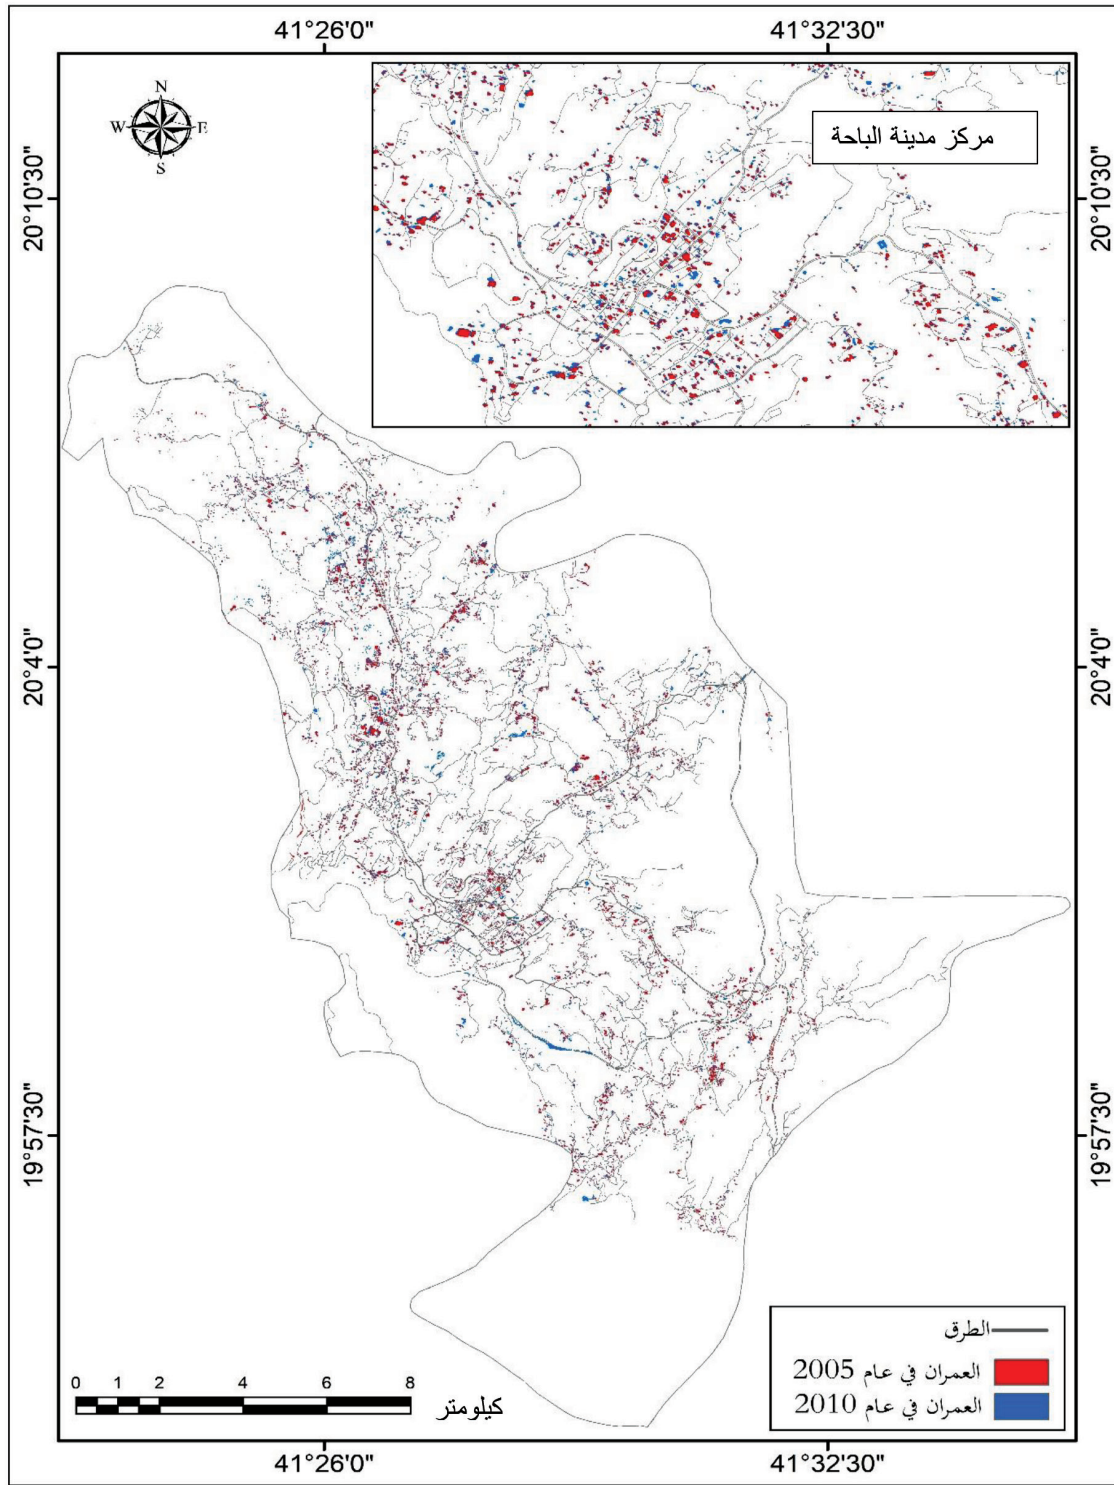 41°26'0"
41°32'30"
N
W E
S
مركز مدينة الباحة
20°10'30"
20°10'30"
20°4'0"
20°4'0"
19°57'30"
19°57'30"
الطرق
العمران في عام 2005
العمران في عام 2010
0 1 2 4 6 8
كيلومتر
41°26'0"
41°32'30"